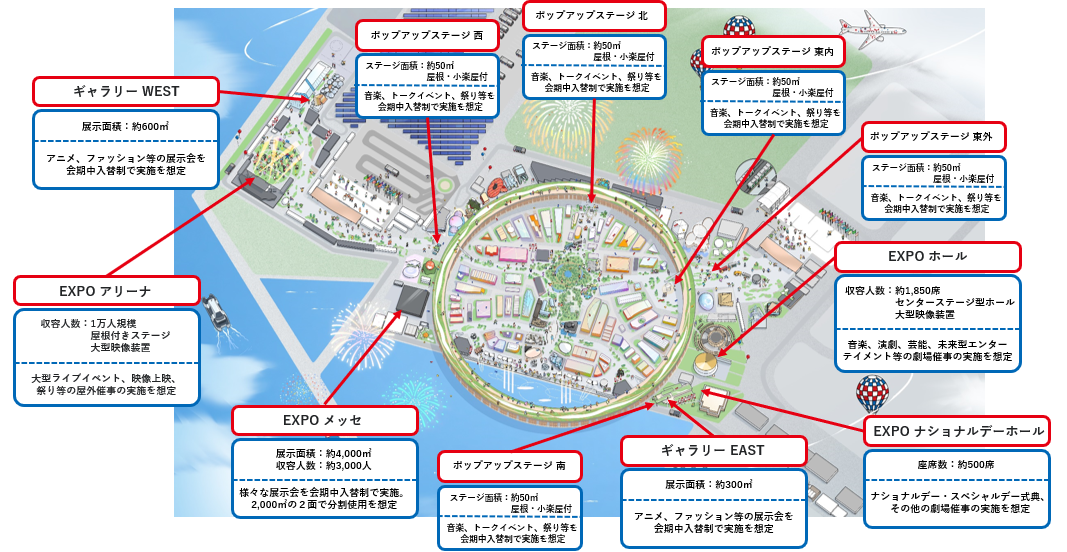 ポップアップステージ 北
ステージ面積：約50㎡
屋根・小楽屋付
音楽、トークイベント、祭り等を
会期中入替制で実施を想定
ポップアップステージ 西
ステージ面積：約50㎡
屋根・小楽屋付
音楽、トークイベント、祭り等を
会期中入替制で実施を想定
ポップアップステージ 東内
ステージ面積：約50㎡
屋根・小楽屋付
音楽、トークイベント、祭り等を
会期中入替制で実施を想定
ギャラリー WEST
展示面積：約600㎡
アニメ、ファッション等の展示会を
会期中入替制で実施を想定
ポップアップステージ 東外
ステージ面積：約50㎡
屋根・小楽屋付
音楽、トークイベント、祭り等を
会期中入替制で実施を想定
EXPO ホール
収容人数：約1,850席
センターステージ型ホール
大型映像装置
音楽、演劇、芸能、未来型エンター
テイメント等の劇場催事の実施を想定
EXPO アリーナ
収容人数：1万人規模
屋根付きステージ
大型映像装置
大型ライブイベント、映像上映、
祭り等の屋外催事の実施を想定
EXPO メッセ
展示面積：約4,000㎡
収容人数：約3,000人
様々な展示会を会期中入替制で実施。
2,000㎡の２面で分割使用を想定
ポップアップステージ 南
ステージ面積：約50㎡
屋根・小楽屋付
音楽、トークイベント、祭り等を
会期中入替制で実施を想定
ギャラリー EAST
展示面積：約300㎡
アニメ、ファッション等の展示会を
会期中入替制で実施を想定
EXPO ナショナルデーホール
座席数：約500席
ナショナルデー・スペシャルデー式典、
その他の劇場催事の実施を想定